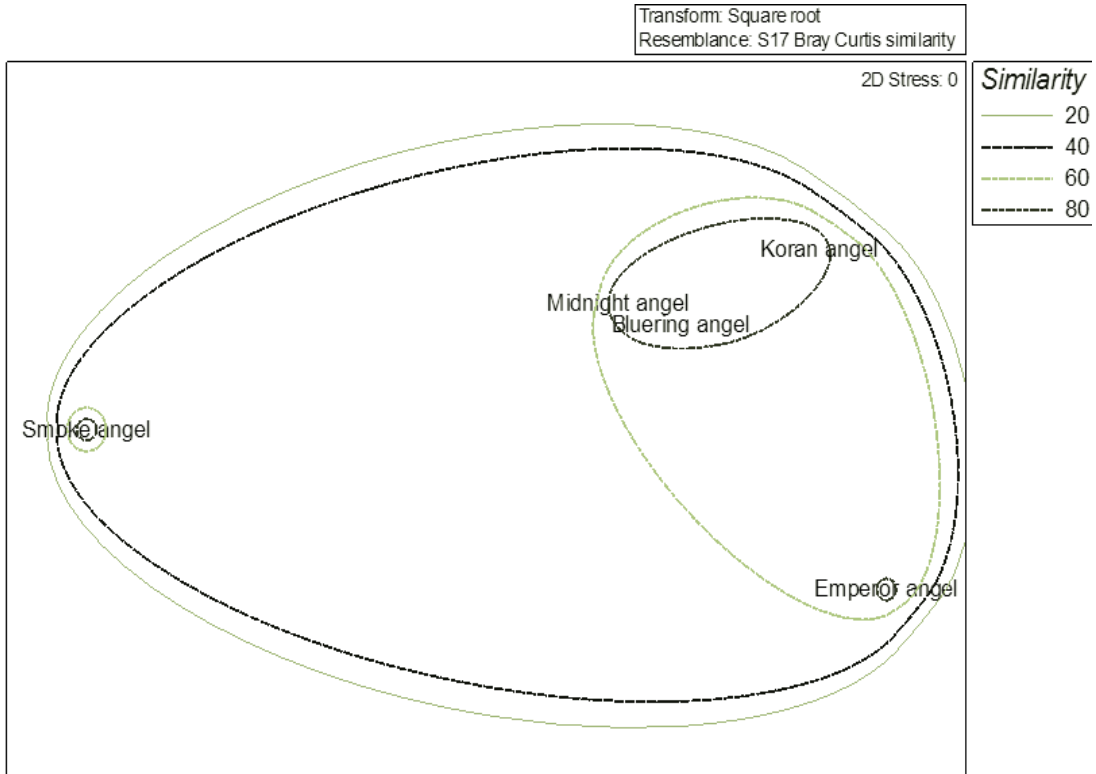 Transform: Square root
Resemblance: S17 Bray Curtis similarity
2D Stress: 0
Similarity
20
40
60
80
Koran angel
Midnight angel
Bluering angel
Smoke angel
Emperor angel